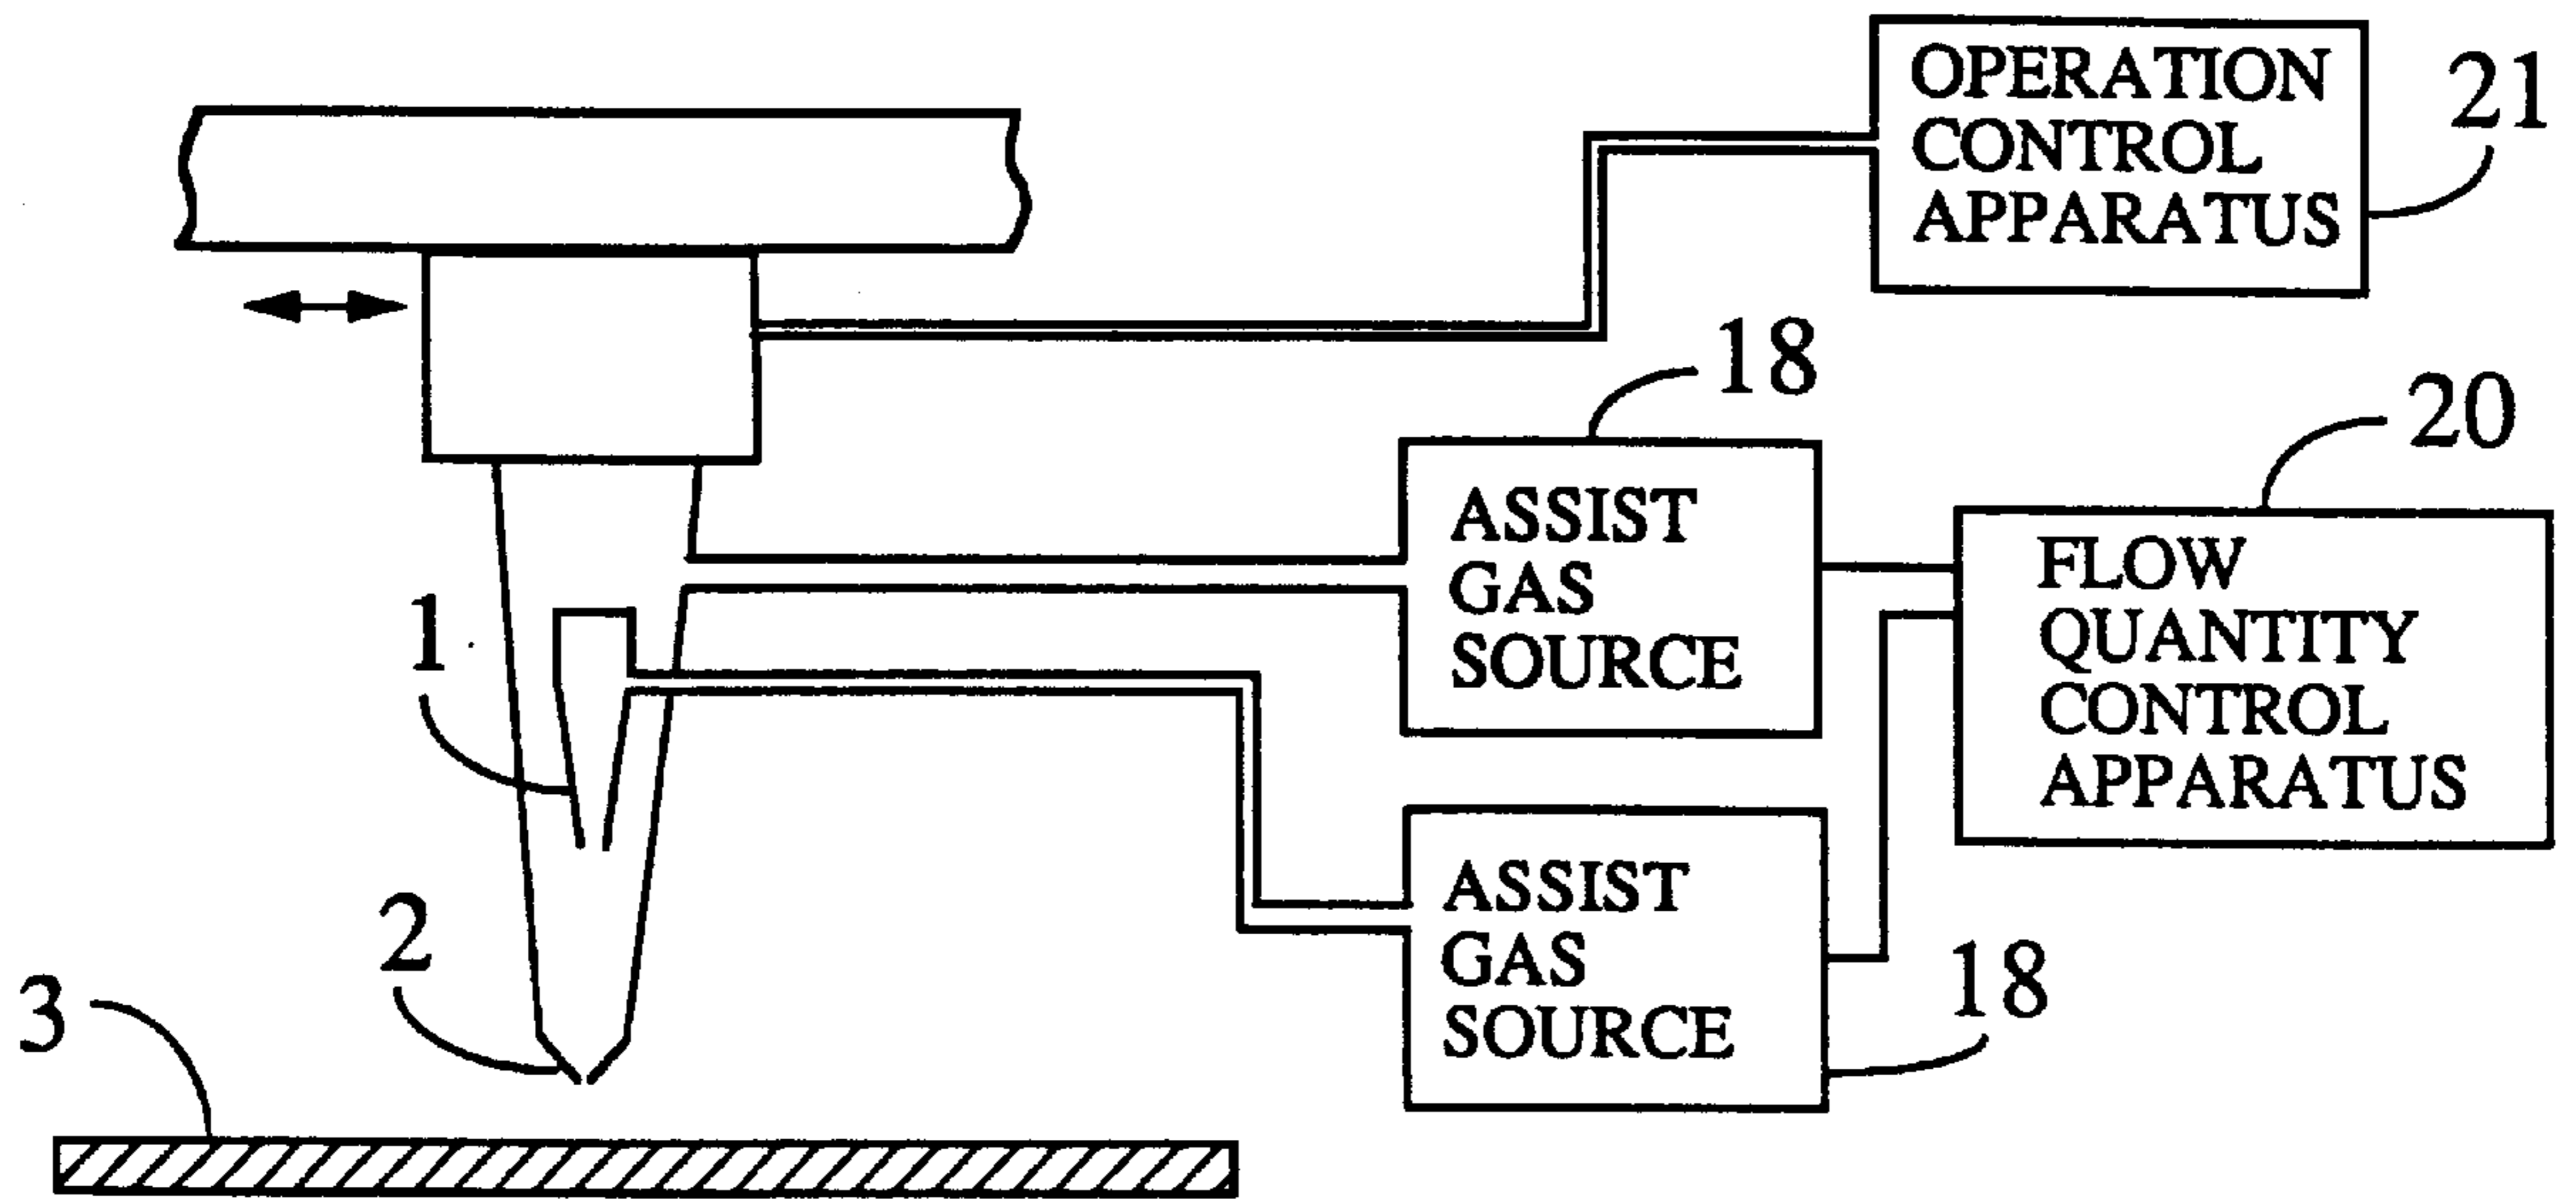 OPERATION
CONTROL
APPARATUS
21
18
20
ASSIST
GAS
SOURCE
FLOW
QUANTITY
CONTROL
APPARATUS
1
ASSIST
GAS
SOURCE
2
18
3